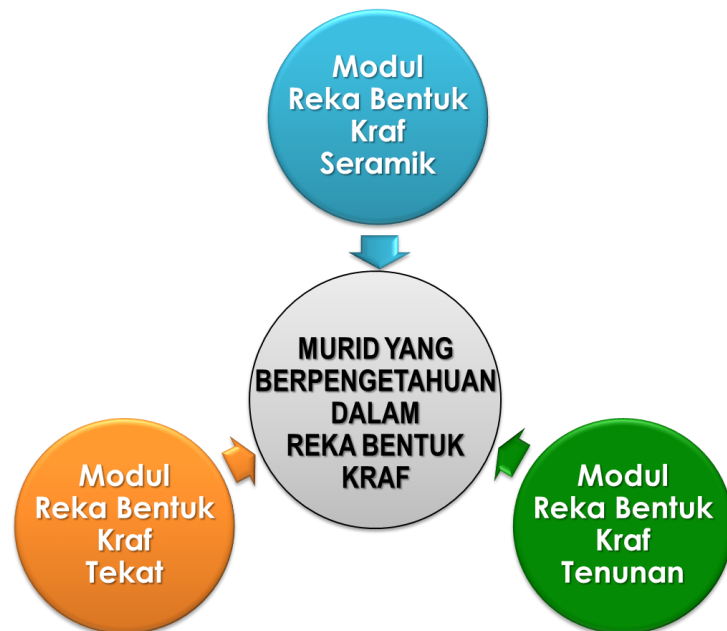 Modul
Reka Bentuk
Kraf
Seramik
MURID YANG
BERPENGETAHUAN
DALAM
REKA BENTUK
KRAF
Modul
Reka Bentuk
Kraf
Tekat
Modul
Reka Bentuk
Kraf
Tenunan